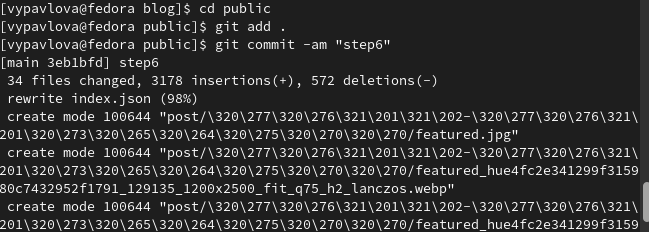 [vypavlova@fedora blog]$ cd public
[vypavlova@fedora public]$ git add .
[vypavlova@fedora public]$ git commit -am "step6"
[main 3eb1bfd] step6
 34 files changed, 3178 insertions(+), 572 deletions(-)
 rewrite index.json (98%)
 create mode 100644 "post/\320\277\320\276\321\201\321\202-\320\277\320\276\321\
201\320\273\320\265\320\264\320\275\320\270\320\270/featured.jpg"
 create mode 100644 "post/\320\277\320\276\321\201\321\202-\320\277\320\276\321\
201\320\273\320\265\320\264\320\275\320\270\320\270/featured_hue4fc2e341299f3159
80c7432952f1791_129135_1200x2500_fit_q75_h2_lanczos.webp"
 create mode 100644 "post/\320\277\320\276\321\201\321\202-\320\277\320\276\321\
201\320\273\320\265\320\264\320\275\320\270\320\270/featured_hue4fc2e341299f3159